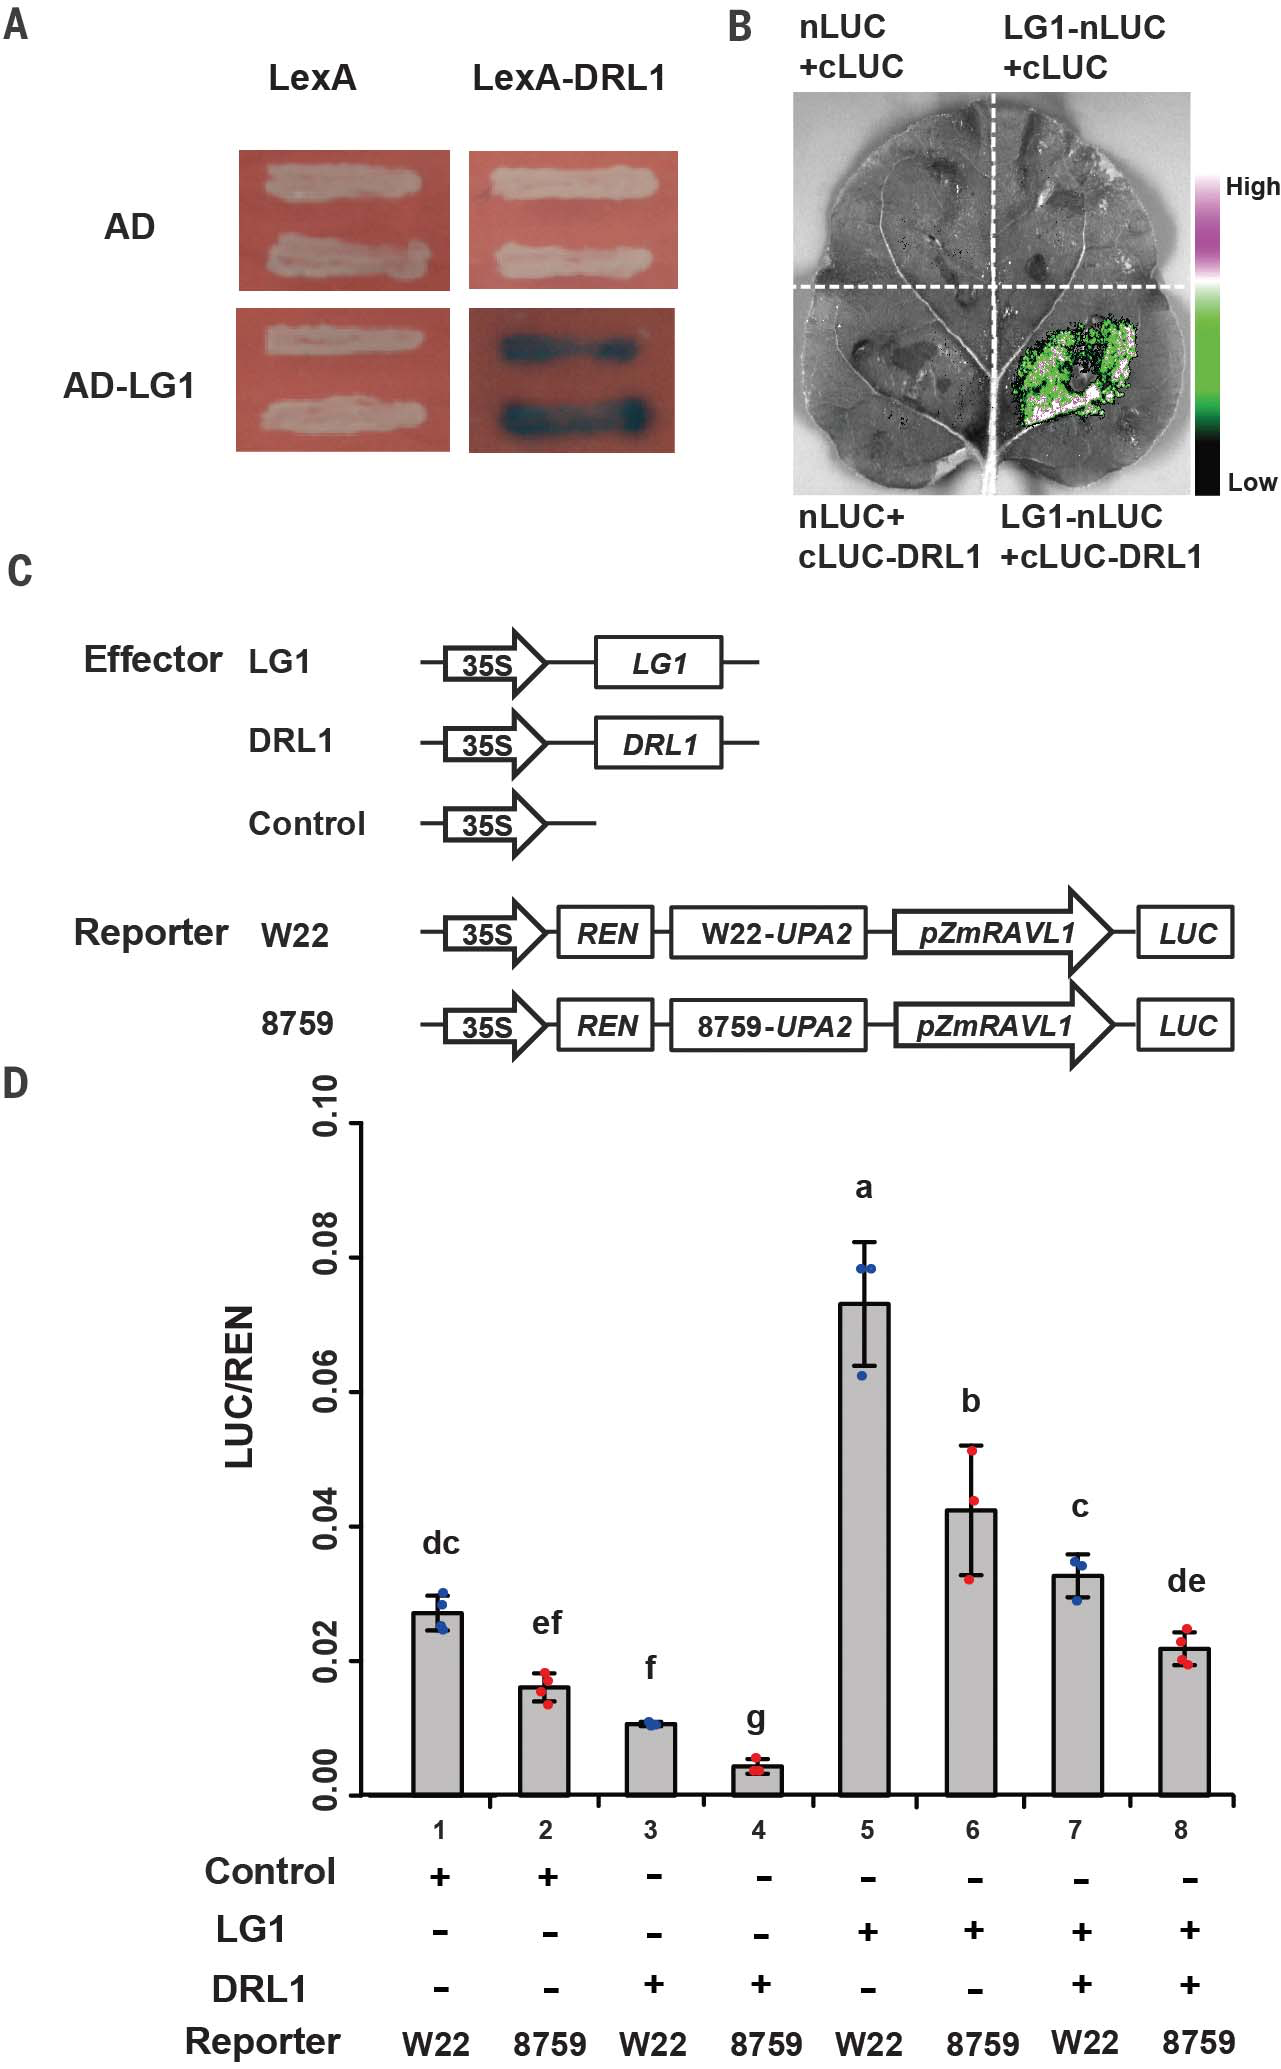 A
LexA
LexA-DRL1
AD
AD-LG1
B
nLUC
+cLUC
LG1-nLUC
+cLUC
High
Low
nLUC+
cLUC-DRL1
LG1-nLUC
+cLUC-DRL1
C
Effector
LG1
35S
LG1
DRL1
35S
DRL1
Control
35S
Reporter
W22
35S
REN
W22-UPA2
pZmRAVL1
LUC
8759
35S
REN
8759-UPA2
pZmRAVL1
LUC
D
LUC/REN
0.10
0.08
0.06
0.04
0.02
0.00
dc
ef
f
g
a
b
c
de
1 2 3 4 5 6 7 8
Control + + - - - - - -
LG1 - - - - + + + +
DRL1 - - + + - - + +
Reporter W22 8759 W22 8759 W22 8759 W22 8759